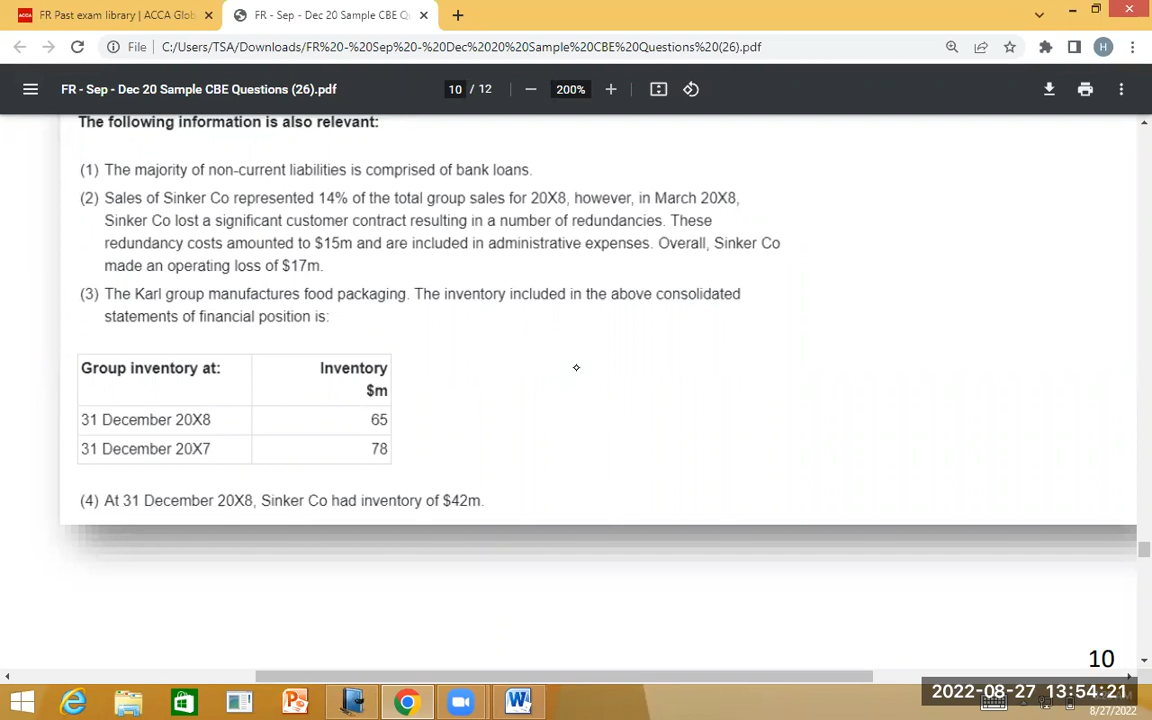 FR Past exam library | ACCA Glob
FR - Sep - Dec 20 Sample CBE Q
File
C:/Users/TSA/Downloads/FR%20-%20Sep%20-%20Dec%2020%20Sample%20CBE%20Questions%20(26).pdf
H
FR - Sep - Dec 20 Sample CBE Questions (26).pdf
10 / 12
200%
The following information is also relevant:
(1) The majority of non-current liabilities is comprised of bank loans.
(2) Sales of Sinker Co represented 14% of the total group sales for 20X8, however, in March 20X8,
Sinker Co lost a significant customer contract resulting in a number of redundancies. These
redundancy costs amounted to $15m and are included in administrative expenses. Overall, Sinker Co
made an operating loss of $17m.
(3) The Karl group manufactures food packaging. The inventory included in the above consolidated
statements of financial position is:
Group inventory at: Inventory
$m
31 December 20X8 65
31 December 20X7 78
(4) At 31 December 20X8, Sinker Co had inventory of $42m.
10
2022-08-27 13:54:21
8/27/2022